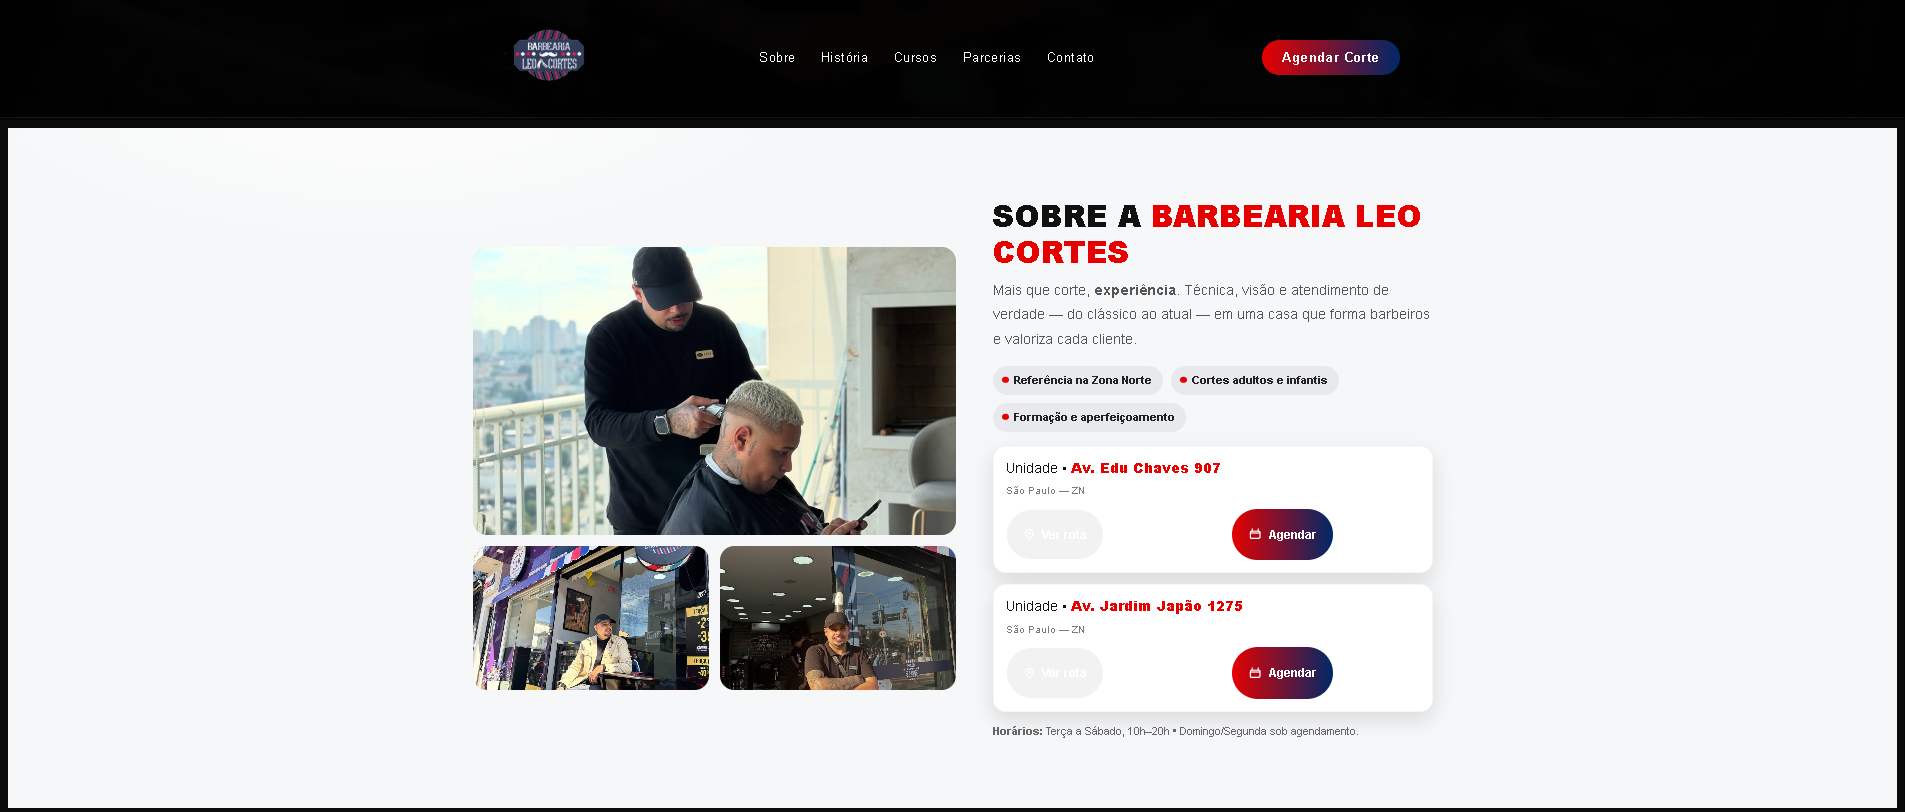 BARBEARIA
LEO CORTES
Sobre
História
Cursos
Parcerias
Contato
Agendar Corte
SOBRE A BARBEARIA LEO
CORTES
Mais que corte, experiência. Técnica, visão e atendimento de
verdade — do clássico ao atual — em uma casa que forma barbeiros
e valoriza cada cliente.
Referência na Zona Norte
Cortes adultos e infantis
Formação e aperfeiçoamento
Unidade • Av. Edu Chaves 907
São Paulo — ZN
Ver rota
Agendar
Unidade • Av. Jardim Japão 1275
São Paulo — ZN
Ver rota
Agendar
Horários: Terça a Sábado, 10h–20h • Domingo/Segunda sob agendamento.